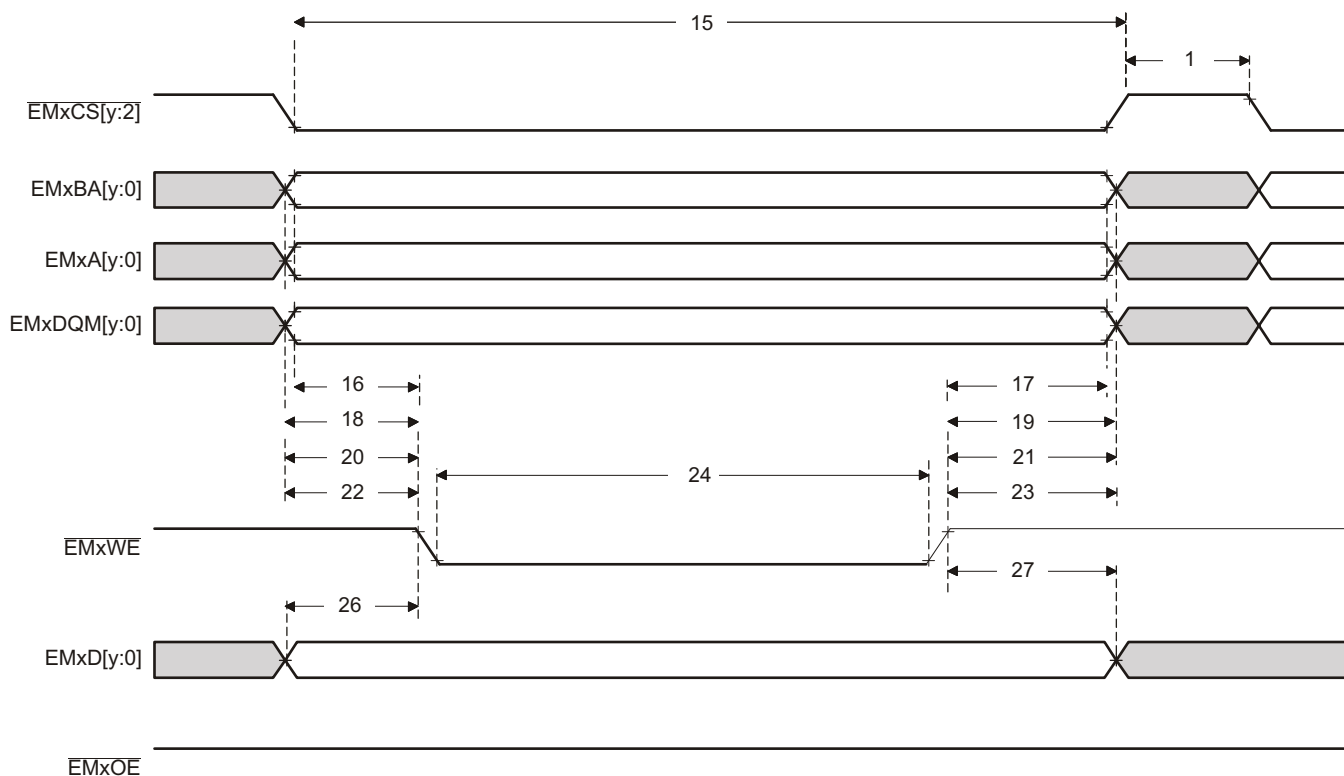 15
1
EMxCS[y:2]
EMxBA[y:0]
EMxA[y:0]
EMxDQM[y:0]
16
17
18
19
20
21
24
22
23
EMxWE
27
26
EMxD[y:0]
EMxOE